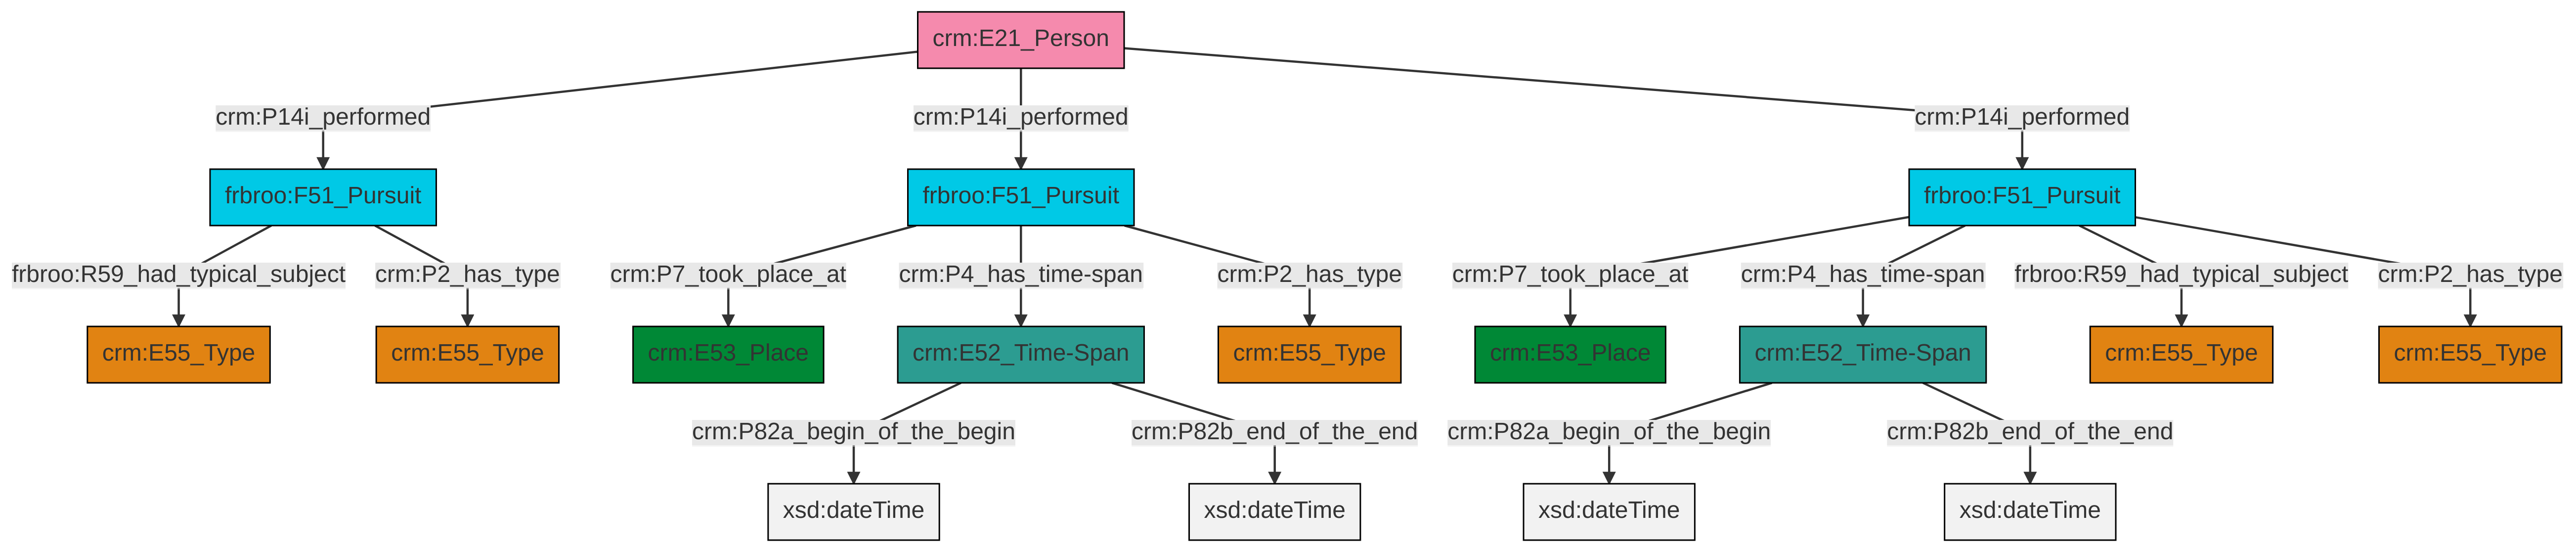 crm:E21_Person
crm:P14i_performed
crm:P14i_performed
crm:P14i_performed
frbroo:F51_Pursuit
frbroo:F51_Pursuit
frbroo:F51_Pursuit
frbroo:R59_had_typical_subject
crm:P2_has_type
crm:P7_took_place_at
crm:P4_has_time-span
crm:P2_has_type
crm:P7_took_place_at
crm:P4_has_time-span
frbroo:R59_had_typical_subject
crm:P2_has_type
crm:E55_Type
crm:E55_Type
crm:E53_Place
crm:E52_Time-Span
crm:E55_Type
crm:E53_Place
crm:E52_Time-Span
crm:E55_Type
crm:E55_Type
crm:P82a_begin_of_the_begin
crm:P82b_end_of_the_end
crm:P82a_begin_of_the_begin
crm:P82b_end_of_the_end
xsd:dateTime
xsd:dateTime
xsd:dateTime
xsd:dateTime